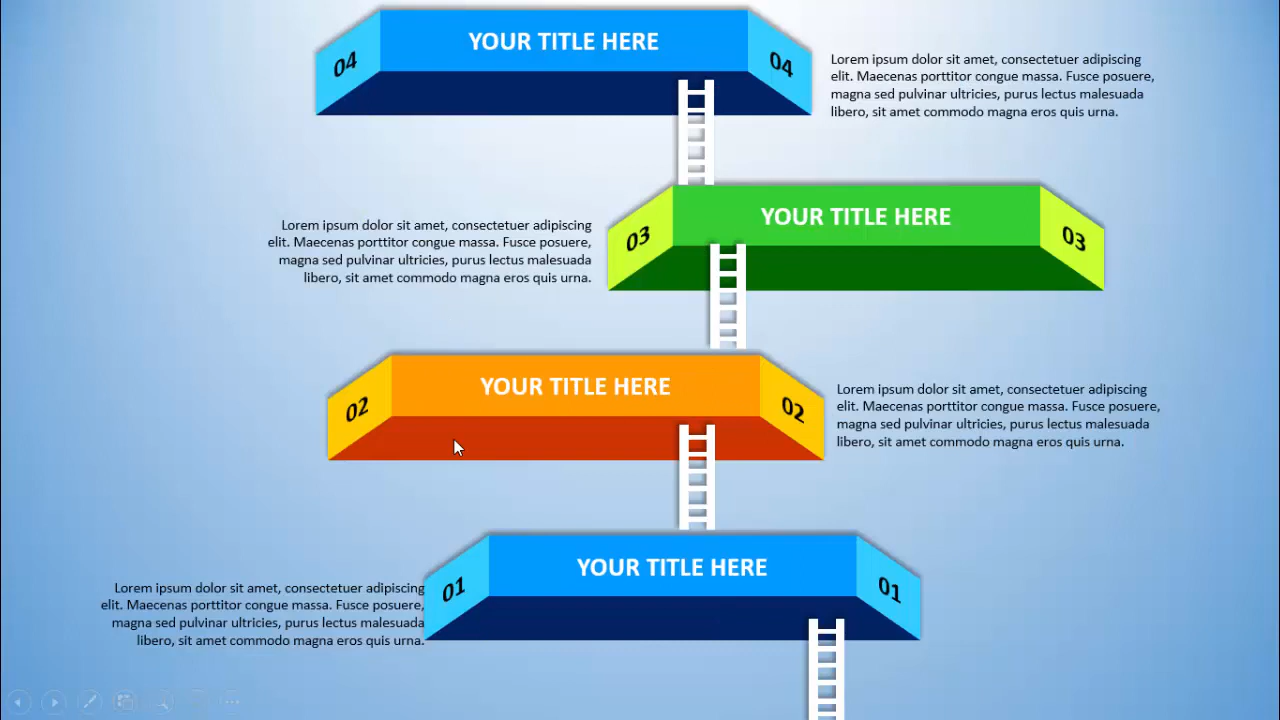 04
YOUR TITLE HERE
04
Lorem ipsum dolor sit amet, consectetuer adipiscing
elit. Maecenas porttitor congue massa. Fusce posuere,
magna sed pulvinar ultricies, purus lectus malesuada
libero, sit amet commodo magna eros quis urna.
Lorem ipsum dolor sit amet, consectetuer adipiscing
elit. Maecenas porttitor congue massa. Fusce posuere,
magna sed pulvinar ultricies, purus lectus malesuada
libero, sit amet commodo magna eros quis urna.
03
YOUR TITLE HERE
03
02
YOUR TITLE HERE
02
Lorem ipsum dolor sit amet, consectetuer adipiscing
elit. Maecenas porttitor congue massa. Fusce posuere,
magna sed pulvinar ultricies, purus lectus malesuada
libero, sit amet commodo magna eros quis urna.
Lorem ipsum dolor sit amet, consectetuer adipiscing
elit. Maecenas porttitor congue massa. Fusce posuere,
magna sed pulvinar ultricies, purus lectus malesuada
libero, sit amet commodo magna eros quis urna.
01
YOUR TITLE HERE
01